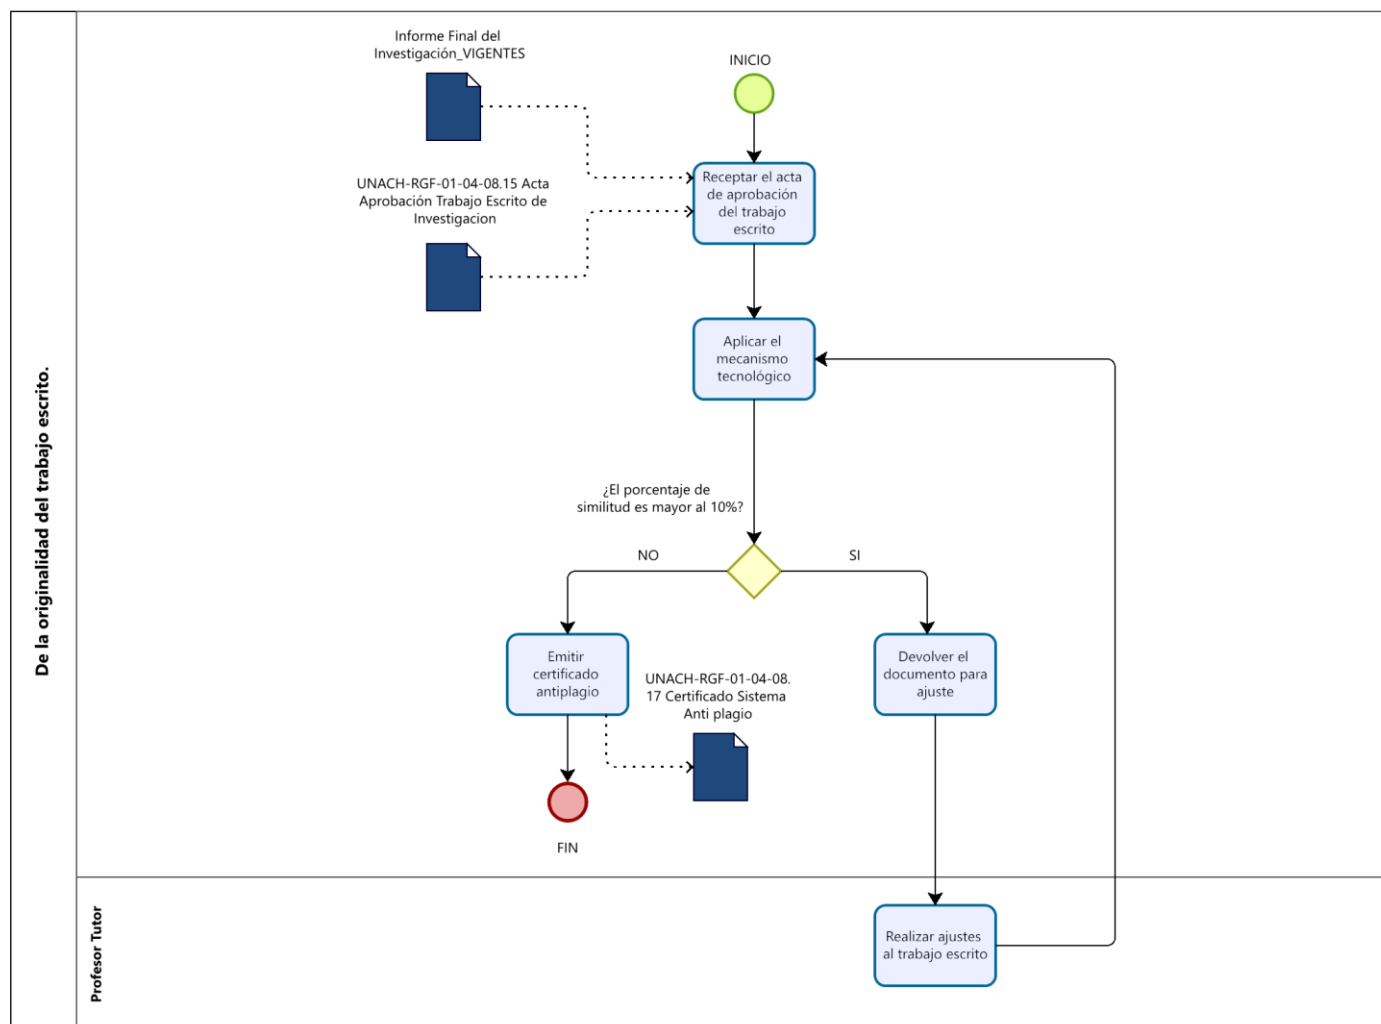 De la originalidad del trabajo escrito.
Informe Final del
Investigación_VIGENTES
INICIO
Receptar el acta
de aprobación
del trabajo
escrito
UNACH-RGF-01-04-08.15 Acta
Aprobación Trabajo Escrito de
Investigacion
Aplicar el
mecanismo
tecnológico
¿El porcentaje de
similitud es mayor al 10%?
NO
SI
Emitir
certificado
antiplagio
UNACH-RGF-01-04-08.
17 Certificado Sistema
Anti plagio
Devolver el
documento para
ajuste
FIN
Profesor Tutor
Realizar ajustes
al trabajo escrito